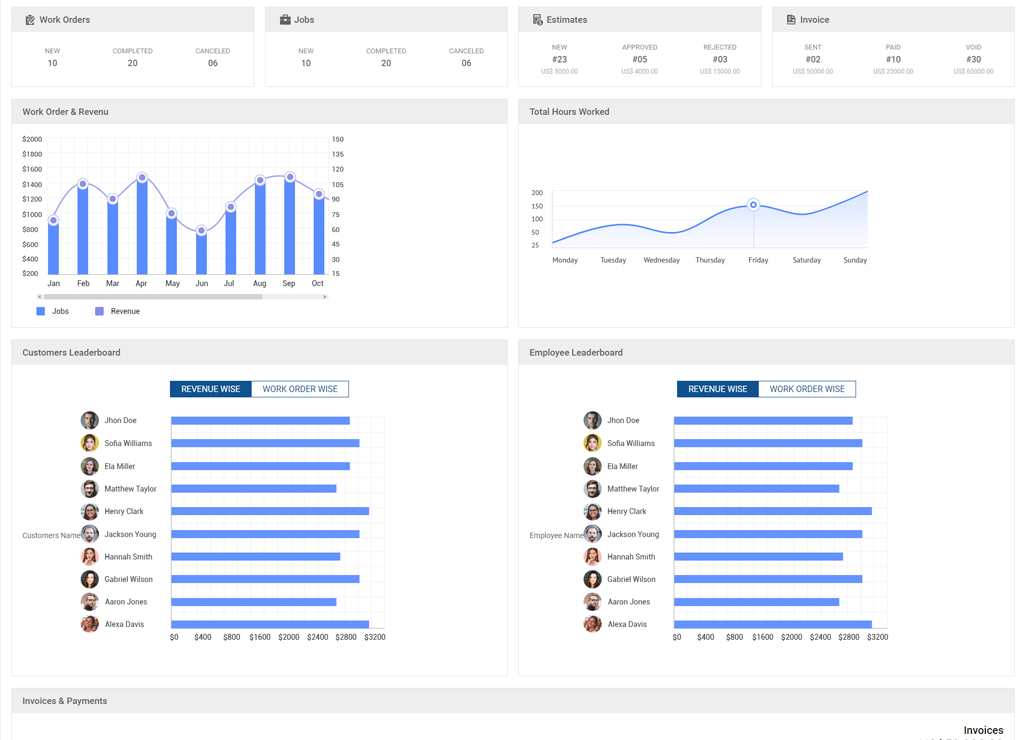 Work Orders
NEW COMPLETED CANCELED
10 20 06
Jobs
NEW COMPLETED CANCELED
10 20 06
Estimates
NEW APPROVED REJECTED
#23 #05 #03
US$ 5000.00 US$ 4000.00 US$ 15000.00
Invoice
SENT PAID VOID
#02 #10 #30
US$ 50000.00 US$ 25000.00 US$ 65000.00
Work Order & Revenu
$2000 150
$1800 135
$1600 120
$1400 105
$1200 90
$1000 75
$800 60
$600 45
$400 30
$200 15
Jan Feb Mar Apr May Jun Jul Aug Sep Oct
Jobs Revenue
Total Hours Worked
200
150
100
50
25
Monday Tuesday Wednesday Thursday Friday Saturday Sunday
Customers Leaderboard
REVENUE WISE WORK ORDER WISE
Jhon Doe
Sofia Williams
Ela Miller
Matthew Taylor
Henry Clark
Customers Name Jackson Young
Hannah Smith
Gabriel Wilson
Aaron Jones
Alexa Davis
$0 $400 $800 $1600 $2000 $2400 $2800 $3200
Employee Leaderboard
REVENUE WISE WORK ORDER WISE
Jhon Doe
Sofia Williams
Ela Miller
Matthew Taylor
Henry Clark
Employee Name Jackson Young
Hannah Smith
Gabriel Wilson
Aaron Jones
Alexa Davis
$0 $400 $800 $1600 $2000 $2400 $2800 $3200
Invoices & Payments
Invoices